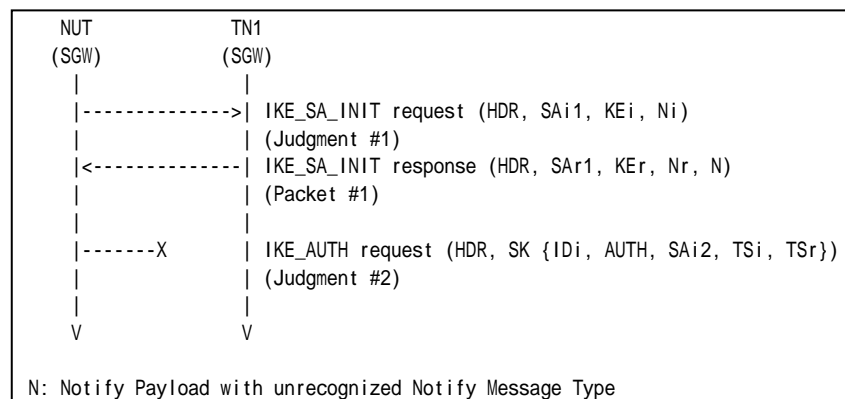 NUT TN1
(SGW) (SGW)
| |
|-------------->| IKE_SA_INIT request (HDR, SAi1, KEi, Ni)
| | (Judgment #1)
|<--------------| IKE_SA_INIT response (HDR, SAr1, KEr, Nr, N)
| | (Packet #1)
| |
|-------X | IKE_AUTH request (HDR, SK {IDi, AUTH, SAi2, TSi, TSr})
| | (Judgment #2)
| |
V V
N: Notify Payload with unrecognized Notify Message Type